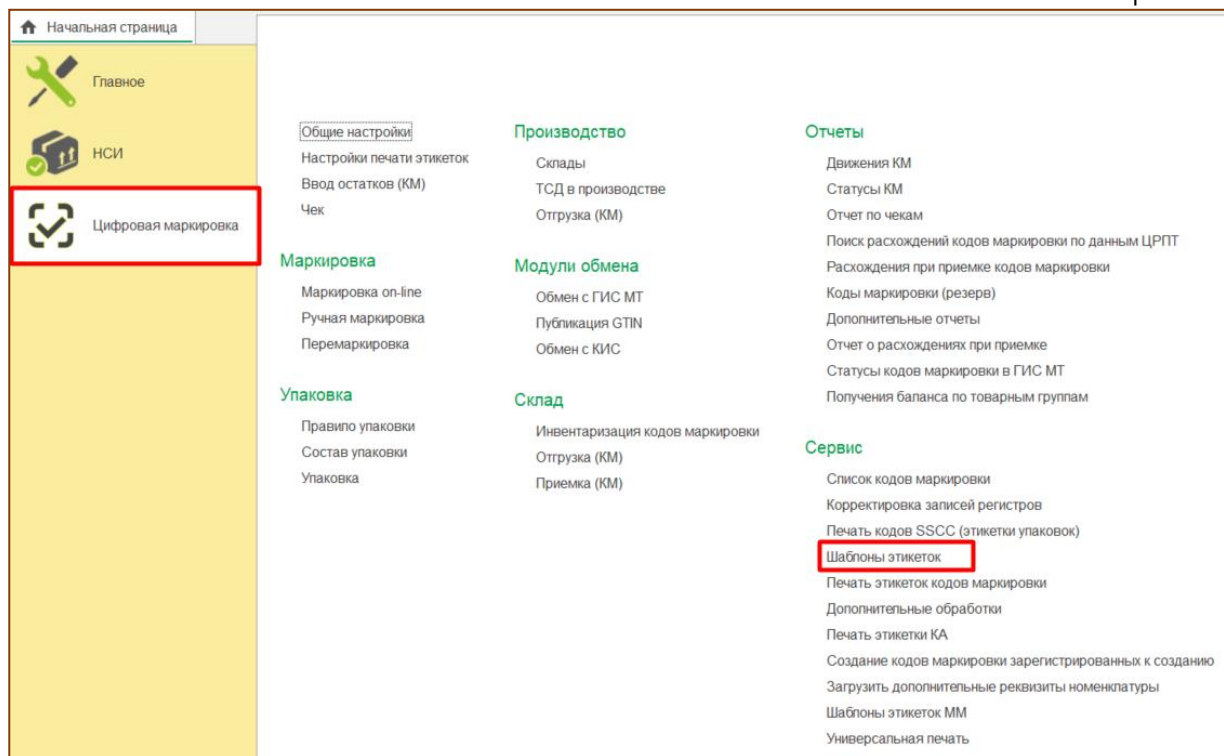 Начальная страница
Главное
НСИ
Цифровая маркировка
Общие настройки
Настройки печати этикеток
Ввод остатков (КМ)
Чек
Маркировка
Маркировка on-line
Ручная маркировка
Перемаркировка
Упаковка
Правило упаковки
Состав упаковки
Упаковка
Производство
Склады
ТСД в производстве
Отгрузка (КМ)
Модули обмена
Обмен с ГИС МТ
Публикация GTIN
Обмен с КИС
Склад
Инвентаризация кодов маркировки
Отгрузка (КМ)
Приемка (КМ)
Отчеты
Движения КМ
Статусы КМ
Отчет по чекам
Поиск расхождений кодов маркировки по данным ЦРПТ
Расхождения при приемке кодов маркировки
Коды маркировки (резерв)
Дополнительные отчеты
Отчет о расхождениях при приемке
Статусы кодов маркировки в ГИС МТ
Получения баланса по товарным группам
Сервис
Список кодов маркировки
Корректировка записей регистров
Печать кодов SSCC (этикетки упаковок)
Шаблоны этикеток
Печать этикеток кодов маркировки
Дополнительные обработки
Печать этикетки КА
Создание кодов маркировки зарегистрированных к созданию
Загрузить дополнительные реквизиты номенклатуры
Шаблоны этикеток ММ
Универсальная печать